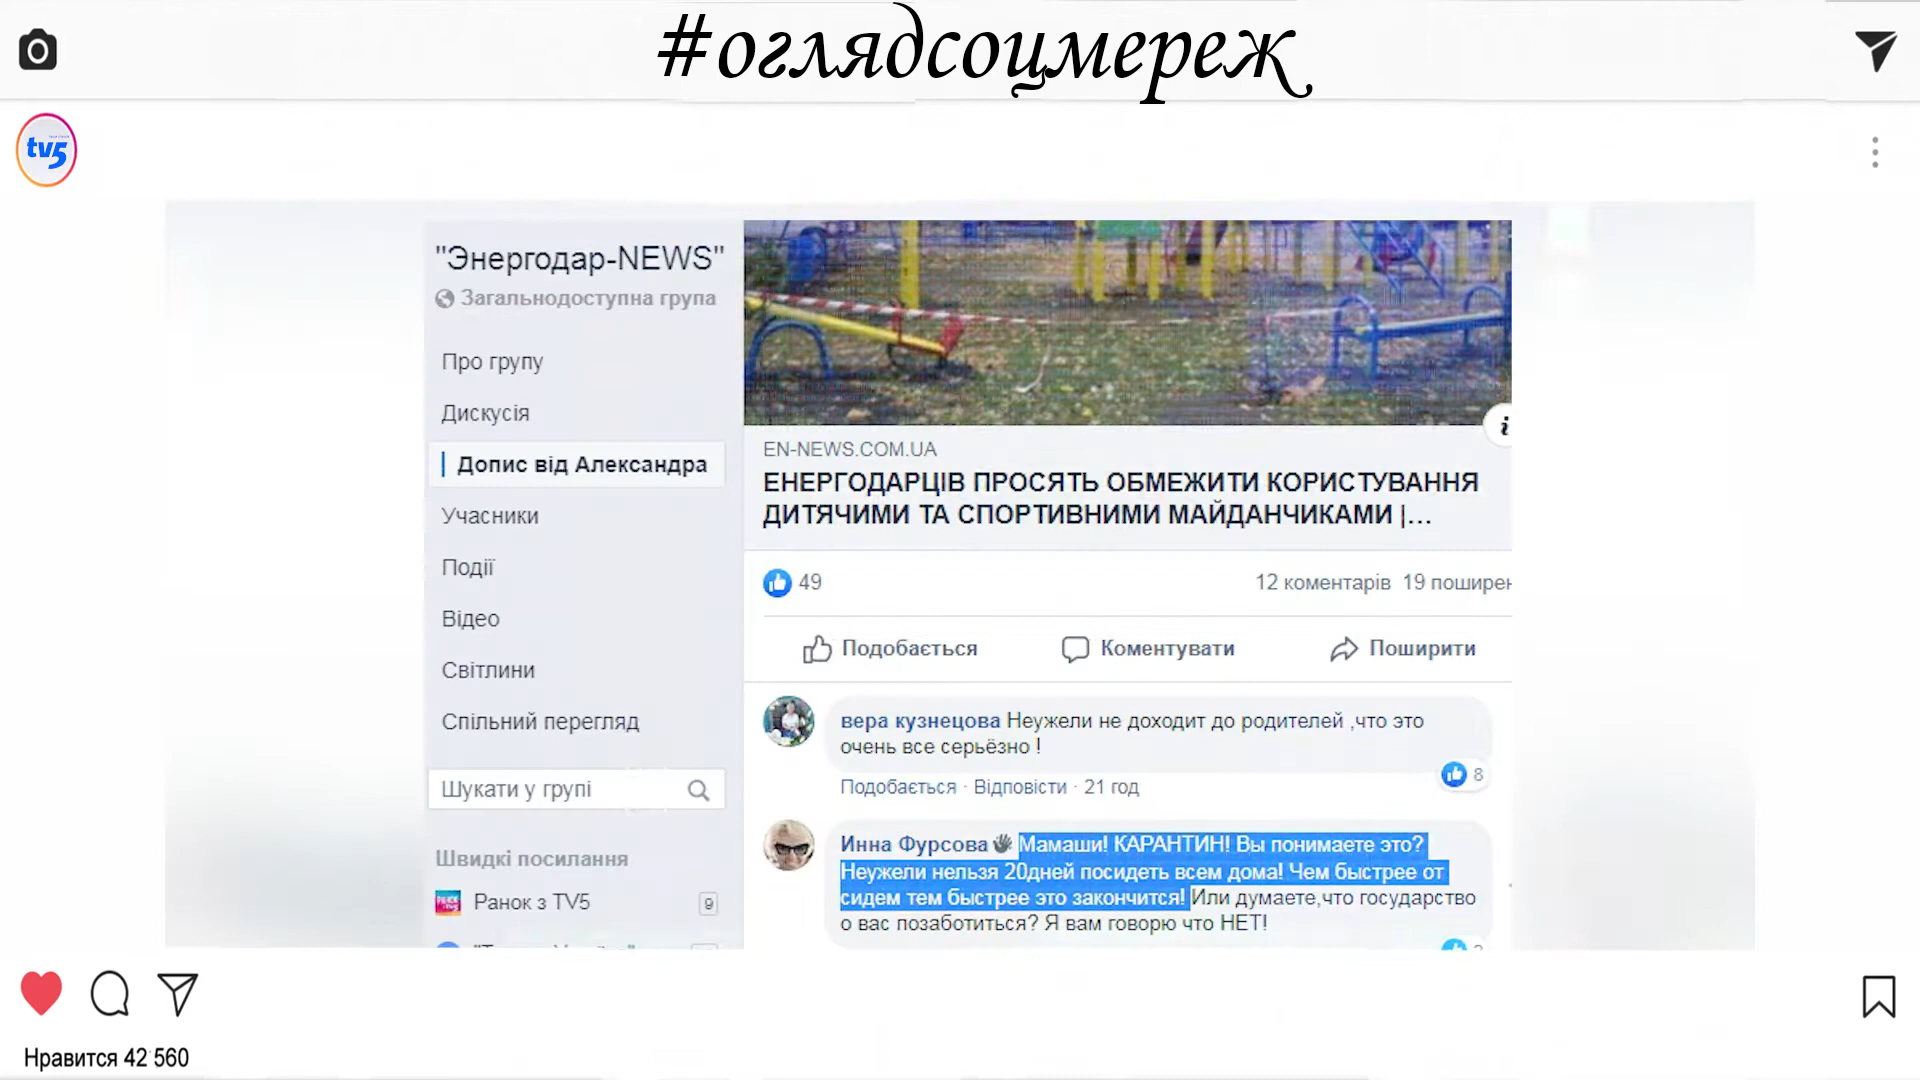 #оглядсоцмереж
tv5
"Энергодар-NEWS"
Загальнодоступна група
Про групу
Дискусія
Допис від Александра
Учасники
Події
Відео
Світлини
Спільний перегляд
Шукати у групі
Швидкі посилання
Ранок з TV5
9
EN-NEWS.COM.UA
ЕНЕРГОДАРЦІВ ПРОСЯТЬ ОБМЕЖИТИ КОРИСТУВАННЯ
ДИТЯЧИМИ ТА СПОРТИВНИМИ МАЙДАНЧИКАМИ |...
49
12 коментарів 19 поширен
Подобається Коментувати Поширити
вера кузнецова Неужели не доходит до родителей ,что это
очень все серьёзно !
8
Подобається · Відповісти · 21 год
Инна Фурсова Мамаши! КАРАНТИН! Вы понимаете это?
Неужели нельзя 20дней посидеть всем дома! Чем быстрее от
сидем тем быстрее это закончится! Или думаете,что государство
о вас позаботиться? Я вам говорю что НЕТ!
Нравится 42 560